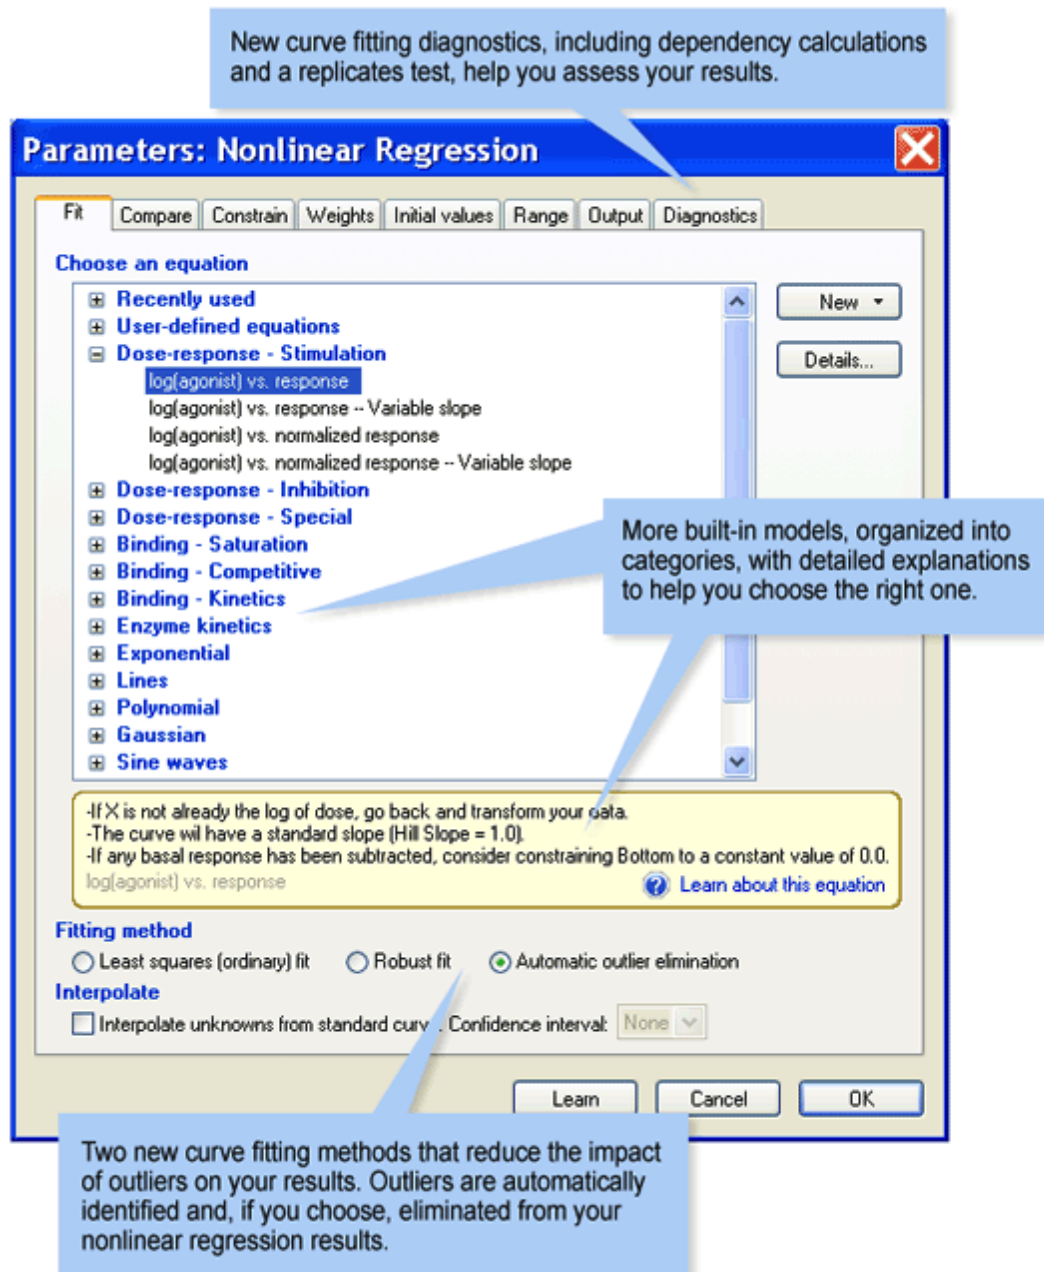 New curve fitting diagnostics, including dependency calculations
and a replicates test, help you assess your results.
Parameters: Nonlinear Regression
Fit Compare Constrain Weights Initial values Range Output Diagnostics
Choose an equation
Recently used
New
User-defined equations
Dose-response - Stimulation
Details...
log(agonist) vs. response
log(agonist) vs. response -- Variable slope
log(agonist) vs. normalized response
log(agonist) vs. normalized response -- Variable slope
Dose-response - Inhibition
Dose-response - Special
Binding - Saturation
Binding - Competitive
Binding - Kinetics
Enzyme kinetics
Exponential
Lines
Polynomial
Gaussian
Sine waves
More built-in models, organized into
categories, with detailed explanations
to help you choose the right one.
-If X is not already the log of dose, go back and transform your data.
-The curve wil have a standard slope (Hill Slope = 1.0).
-If any basal response has been subtracted, consider constraining Bottom to a constant value of 0.0.
log(agonist) vs. response
Learn about this equation
Fitting method
Least squares (ordinary) fit Robust fit Automatic outlier elimination
Interpolate
Interpolate unknowns from standard curve. Confidence interval: None
Learn Cancel OK
Two new curve fitting methods that reduce the impact
of outliers on your results. Outliers are automatically
identified and, if you choose, eliminated from your
nonlinear regression results.